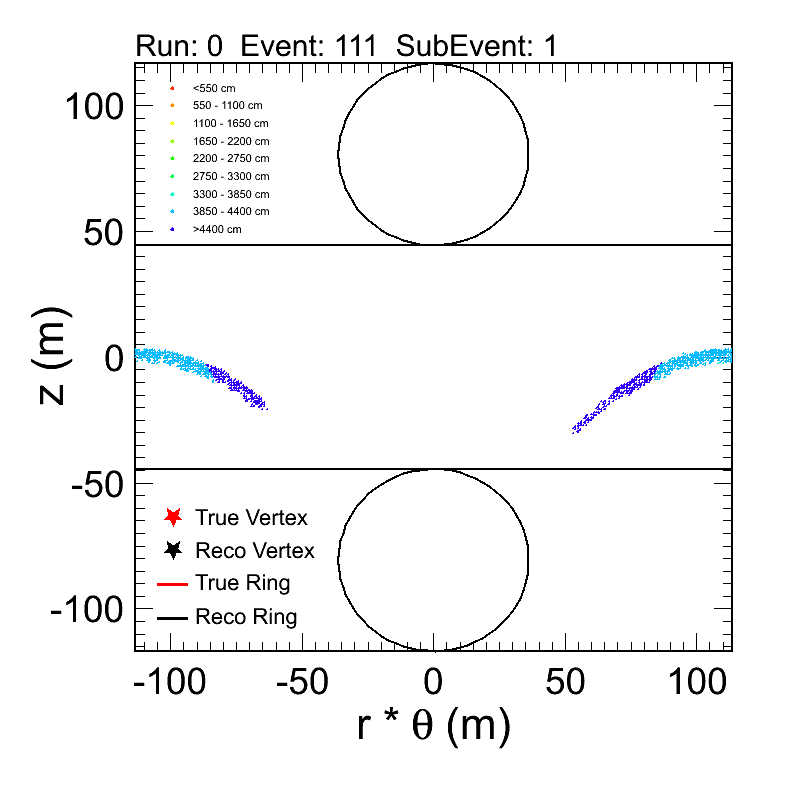 Run: 0  Event: 111  SubEvent: 1
<550 cm
550 - 1100 cm
1100 - 1650 cm
1650 - 2200 cm
2200 - 2750 cm
2750 - 3300 cm
3300 - 3850 cm
3850 - 4400 cm
>4400 cm
100
50
0
-50
-100
z (m)
True Vertex
Reco Vertex
True Ring
Reco Ring
-100 -50 0 50 100
r * θ (m)